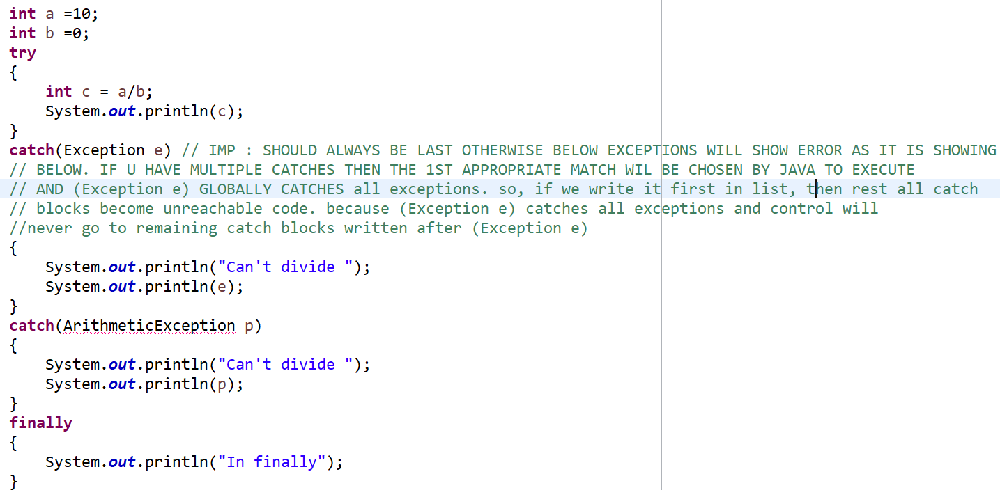 int a =10;
int b =0;
try
{
    int c = a/b;
    System.out.println(c);
}
catch(Exception e) // IMP : SHOULD ALWAYS BE LAST OTHERWISE BELOW EXCEPTIONS WILL SHOW ERROR AS IT IS SHOWING
// BELOW. IF U HAVE MULTIPLE CATCHES THEN THE 1ST APPROPRIATE MATCH WIL BE CHOSEN BY JAVA TO EXECUTE
// AND (Exception e) GLOBALLY CATCHES all exceptions. so, if we write it first in list, then rest all catch
// blocks become unreachable code. because (Exception e) catches all exceptions and control will
//never go to remaining catch blocks written after (Exception e)
{
    System.out.println("Can't divide ");
    System.out.println(e);
}
catch(ArithmeticException p)
{
    System.out.println("Can't divide ");
    System.out.println(p);
}
finally
{
    System.out.println("In finally");
}